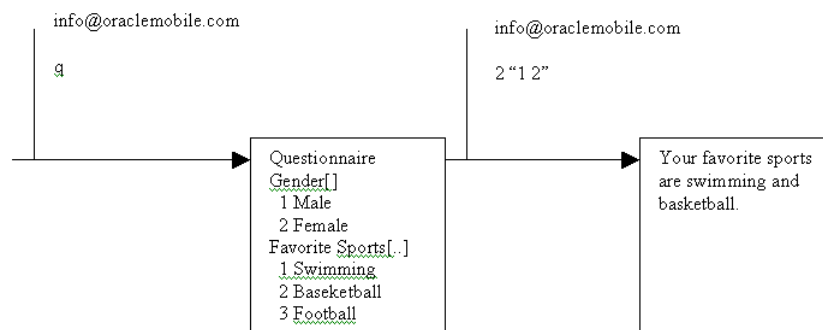 info@oraclemobile.com
q
info@oraclemobile.com
2 “1 2”
Questionnaire
Gender[]
1 Male
2 Female
Favorite Sports[..]
1 Swimming
2 Baseketball
3 Football
Your favorite sports
are swimming and
basketball.